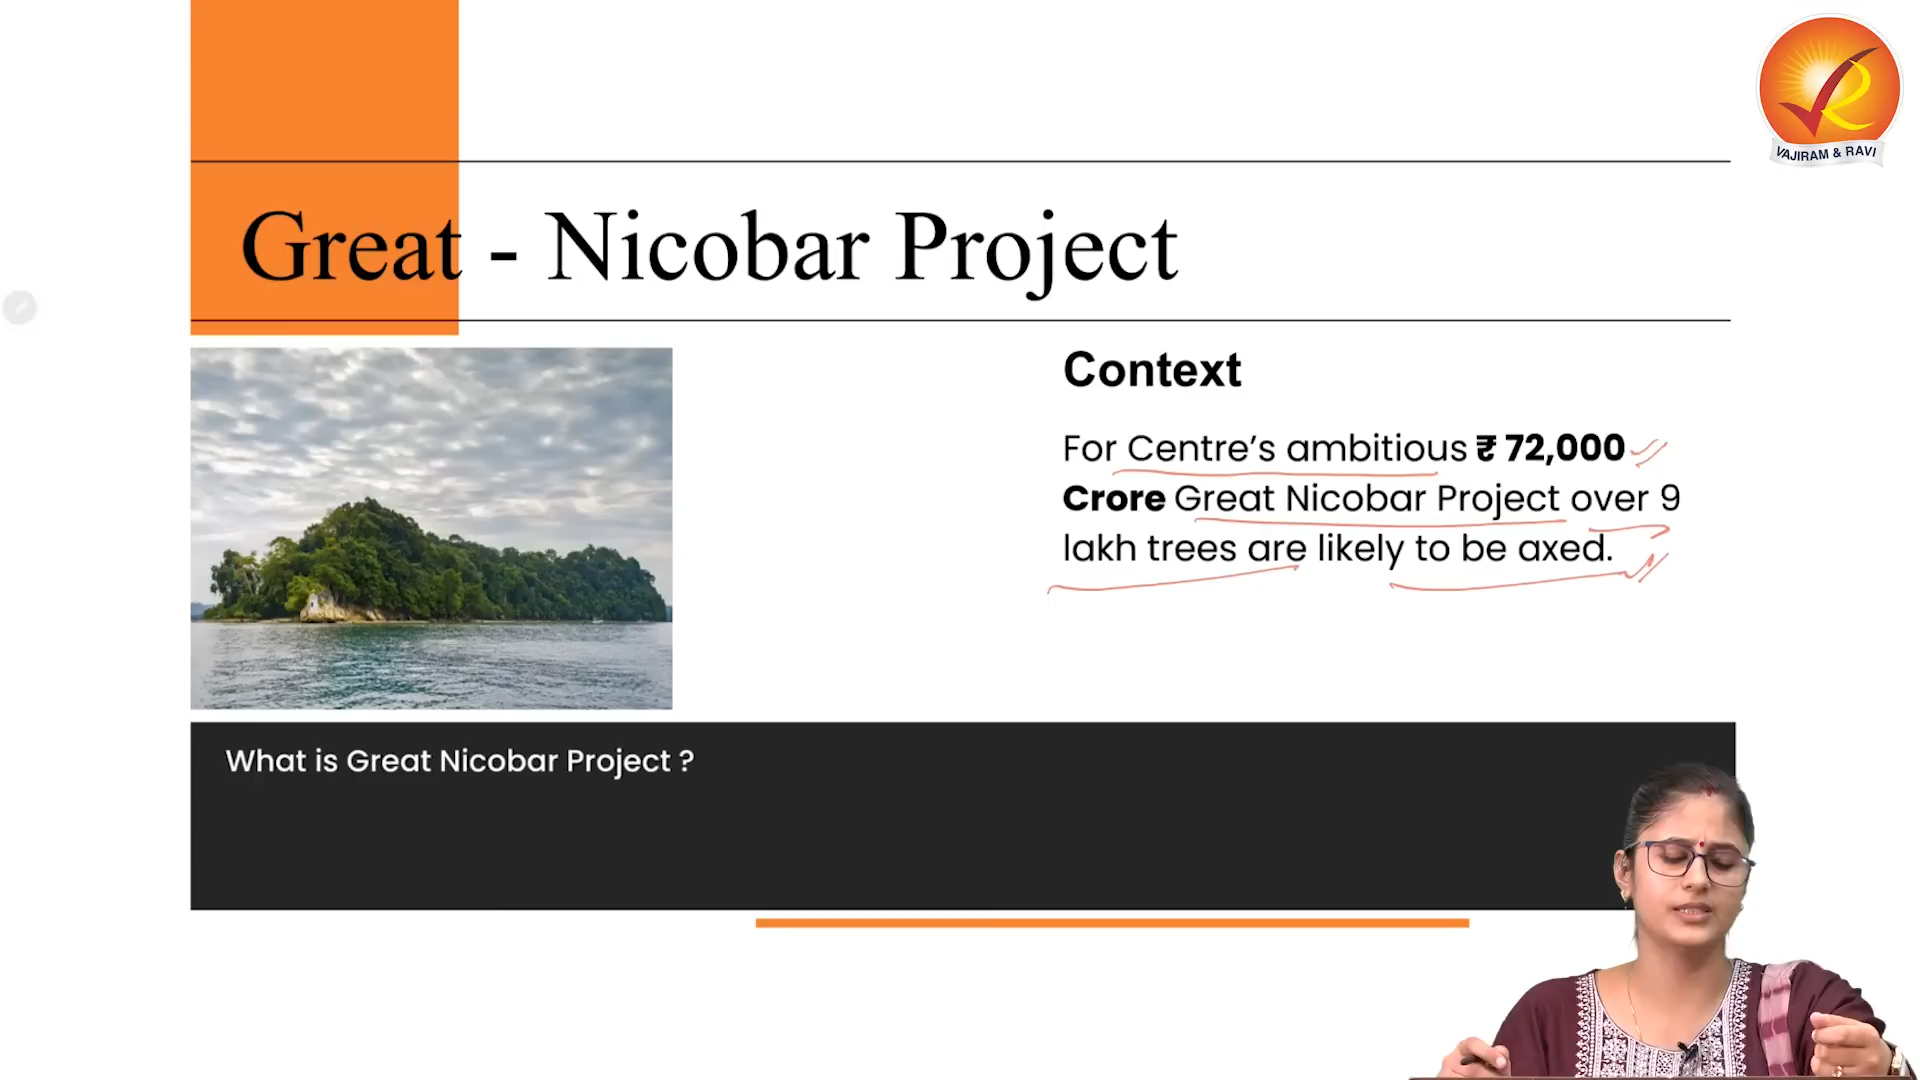 VAJIRAM & RAVI
Great - Nicobar Project
Context
For Centre’s ambitious ₹ 72,000
Crore Great Nicobar Project over 9
lakh trees are likely to be axed.
What is Great Nicobar Project ?